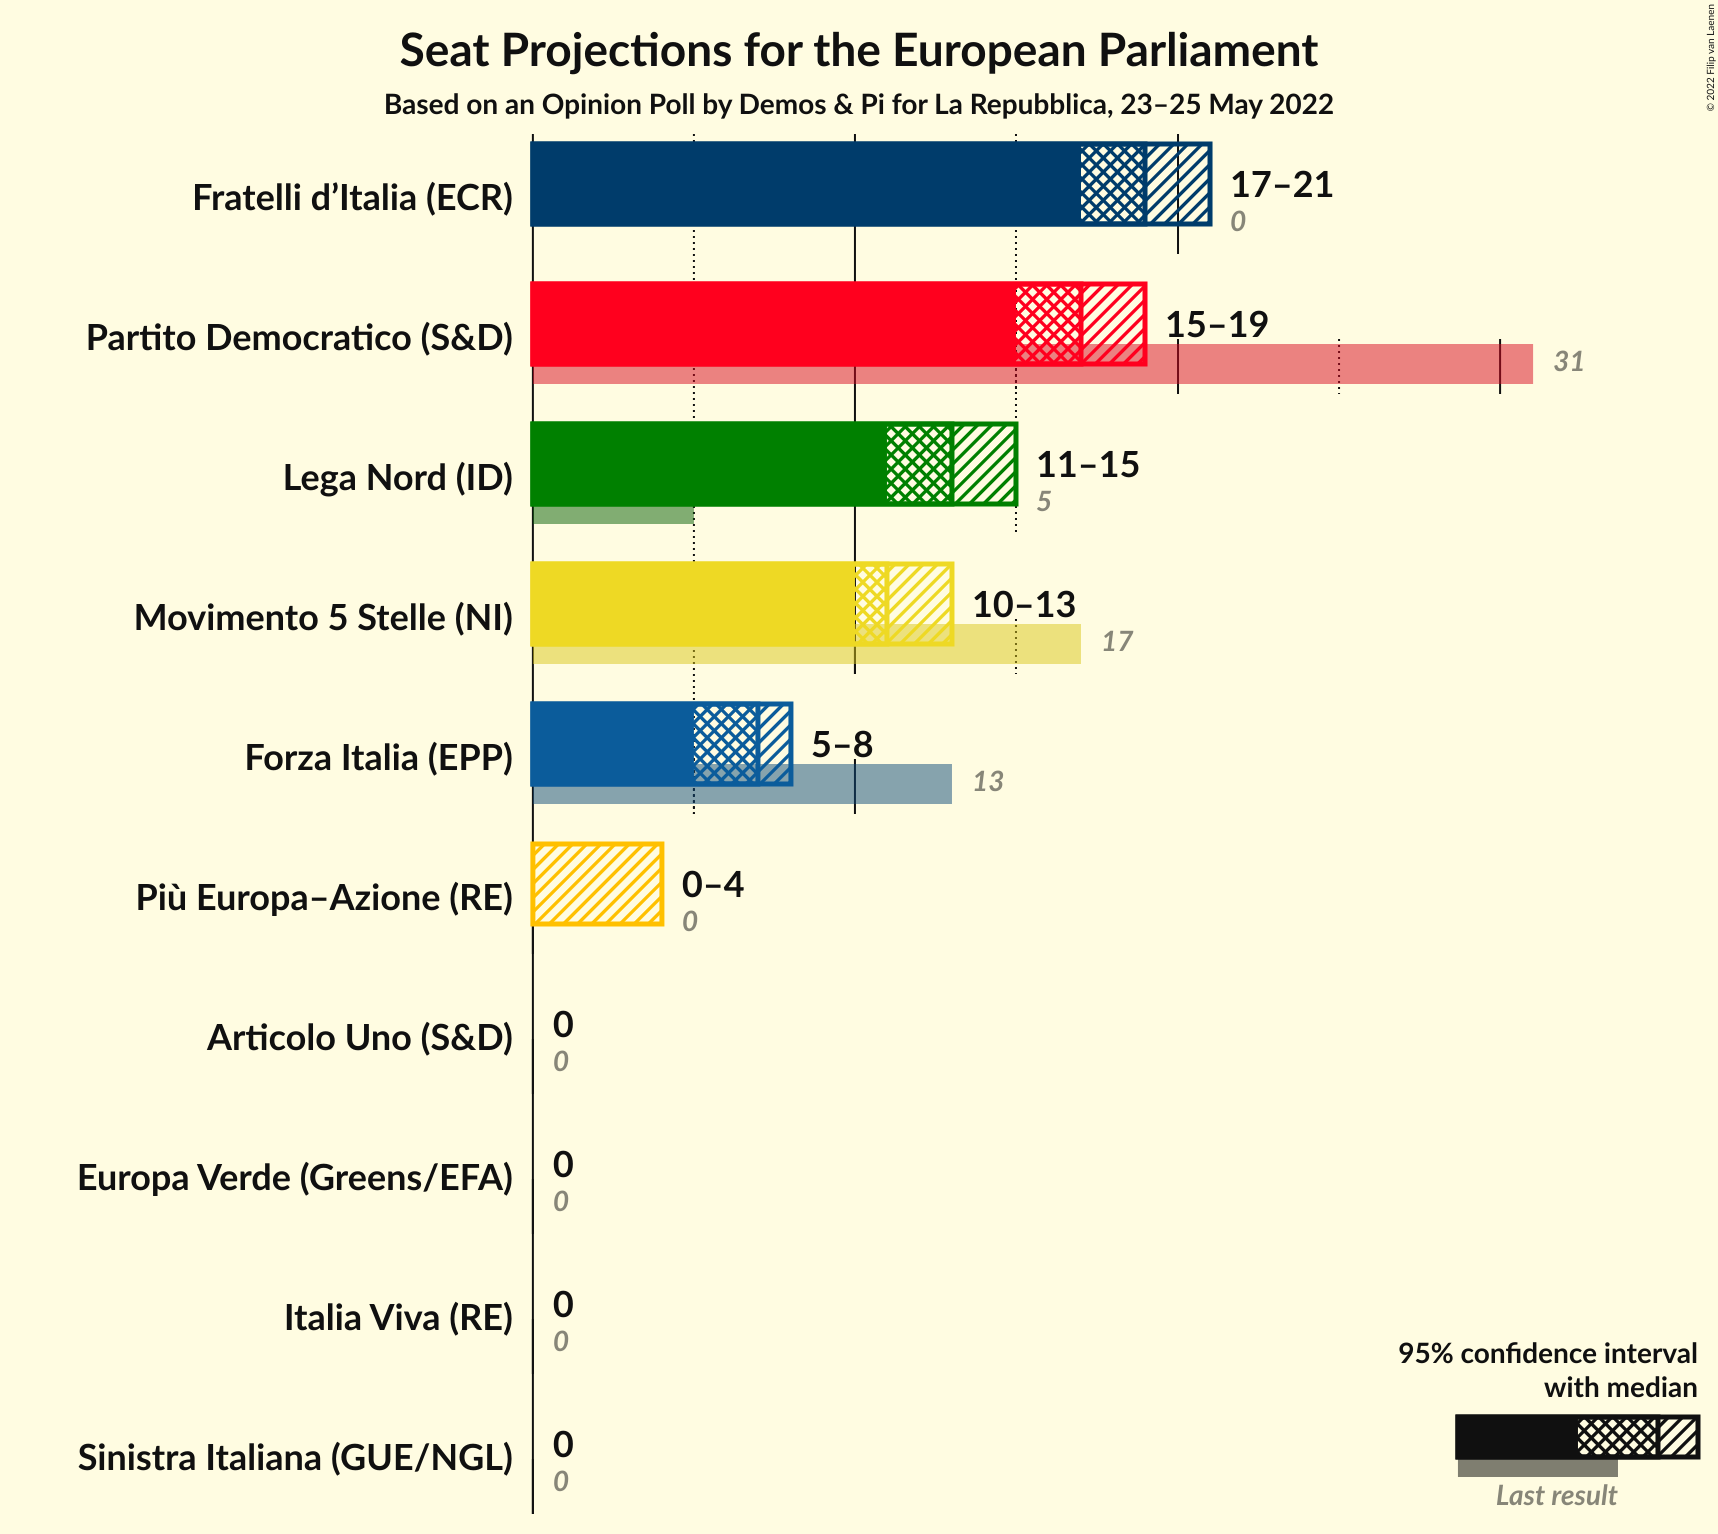 Seat Projections for the European Parliament
Based on an Opinion Poll by Demos & Pi for La Repubblica, 23–25 May 2022
© 2022 Filip van Laenen
Fratelli d’Italia (ECR)
17–21
0
Partito Democratico (S&D)
15–19
31
Lega Nord (ID)
11–15
5
Movimento 5 Stelle (NI)
10–13
17
Forza Italia (EPP)
5–8
13
Più Europa–Azione (RE)
0–4
0
Articolo Uno (S&D)
0
0
Europa Verde (Greens/EFA)
0
0
Italia Viva (RE)
0
0
Sinistra Italiana (GUE/NGL)
0
0
95% confidence interval
with median
Last result